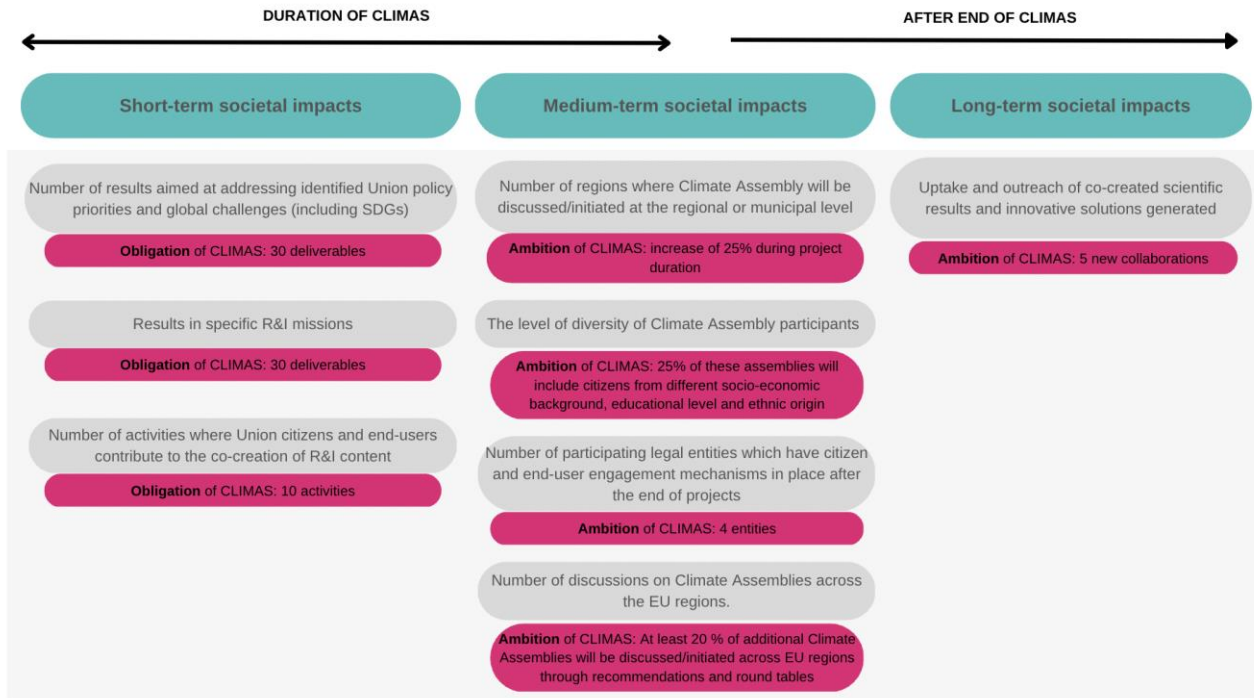 DURATION OF CLIMAS
AFTER END OF CLIMAS
Short-term societal impacts
Medium-term societal impacts
Long-term societal impacts
Number of results aimed at addressing identified Union policy
priorities and global challenges (including SDGs)
Obligation of CLIMAS: 30 deliverables
Results in specific R&I missions
Obligation of CLIMAS: 30 deliverables
Number of activities where Union citizens and end-users
contribute to the co-creation of R&I content
Obligation of CLIMAS: 10 activities
Number of regions where Climate Assembly will be
discussed/initiated at the regional or municipal level
Ambition of CLIMAS: increase of 25% during project
duration
The level of diversity of Climate Assembly participants
Ambition of CLIMAS: 25% of these assemblies will
include citizens from different socio-economic
background, educational level and ethnic origin
Number of participating legal entities which have citizen
and end-user engagement mechanisms in place after
the end of projects
Ambition of CLIMAS: 4 entities
Number of discussions on Climate Assemblies across
the EU regions.
Ambition of CLIMAS: At least 20 % of additional Climate
Assemblies will be discussed/initiated across EU regions
through recommendations and round tables
Uptake and outreach of co-created scientific
results and innovative solutions generated
Ambition of CLIMAS: 5 new collaborations